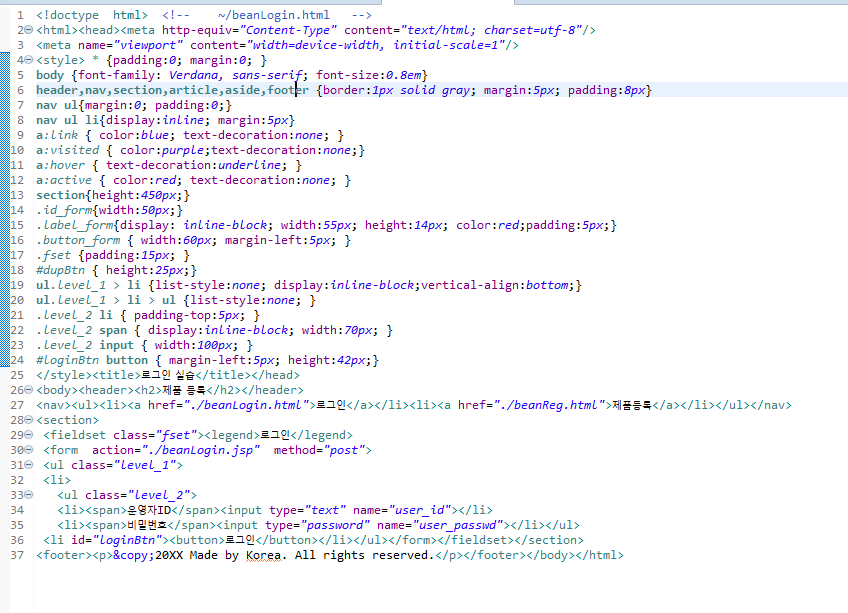 1 <!doctype  html>  <!--    ~/beanLogin.html   -->
2 <html><head><meta http-equiv="Content-Type" content="text/html; charset=utf-8"/>
3 <meta name="viewport" content="width=device-width, initial-scale=1"/>
4 <style> * {padding:0; margin:0; }
5 body {font-family: Verdana, sans-serif; font-size:0.8em}
6 header,nav,section,article,aside,footer {border:1px solid gray; margin:5px; padding:8px}
7 nav ul{margin:0; padding:0;}
8 nav ul li{display:inline; margin:5px}
9 a:link { color:blue; text-decoration:none; }
10 a:visited { color:purple;text-decoration:none;}
11 a:hover { text-decoration:underline; }
12 a:active { color:red; text-decoration:none; }
13 section{height:450px;}
14 .id_form{width:50px;}
15 .label_form{display: inline-block; width:55px; height:14px; color:red;padding:5px;}
16 .button_form { width:60px; margin-left:5px; }
17 .fset {padding:15px; }
18 #dupBtn { height:25px;}
19 ul.level_1 > li {list-style:none; display:inline-block;vertical-align:bottom;}
20 ul.level_1 > li > ul {list-style:none; }
21 .level_2 li { padding-top:5px; }
22 .level_2 span { display:inline-block; width:70px; }
23 .level_2 input { width:100px; }
24 #loginBtn button { margin-left:5px; height:42px;}
25 </style><title>로그인 실습</title></head>
26 <body><header><h2>제품 등록</h2></header>
27 <nav><ul><li><a href="./beanLogin.html">로그인</a></li><li><a href="./beanReg.html">제품등록</a></li></ul></nav>
28 <section>
29  <fieldset class="fset"><legend>로그인</legend>
30  <form  action="./beanLogin.jsp"  method="post">
31  <ul class="level_1">
32  <li>
33    <ul class="level_2">
34    <li><span>운영자ID</span><input type="text" name="user_id"></li>
35    <li><span>비밀번호</span><input type="password" name="user_passwd"></li></ul>
36  <li id="loginBtn"><button>로그인</button></li></ul></form></fieldset></section>
37 <footer><p>&copy;20XX Made by Korea. All rights reserved.</p></footer></body></html>